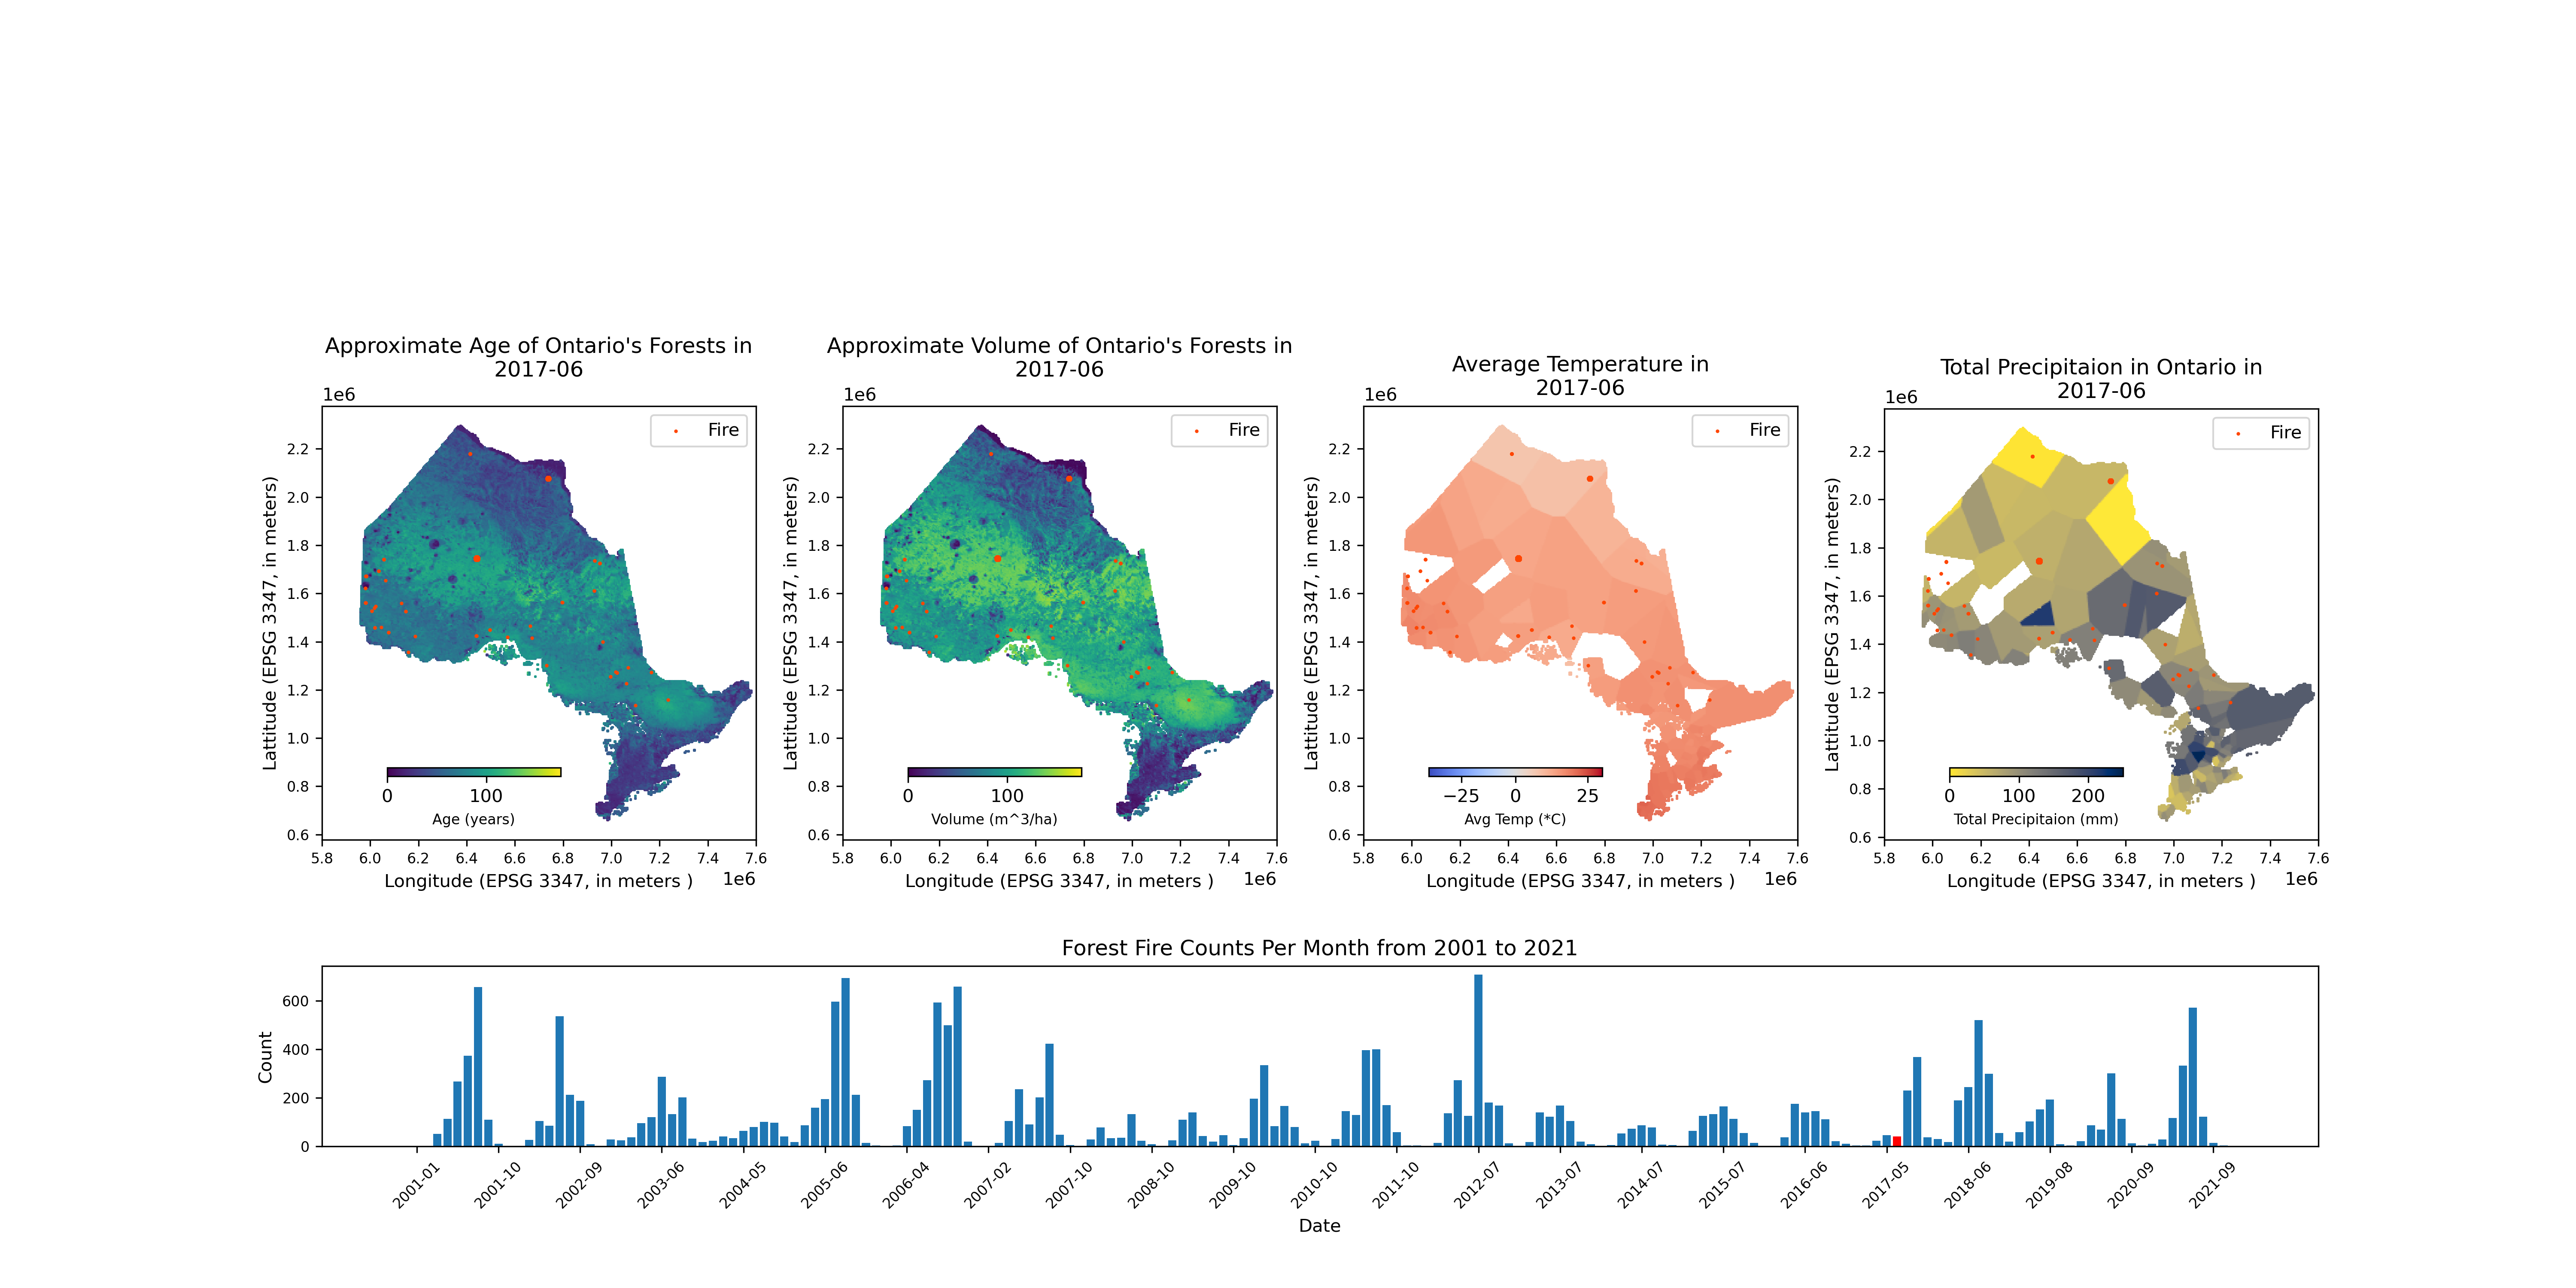 Approximate Age of Ontario's Forests in
2017-06
1e6
Fire
2.2
2.0
1.8
1.6
1.4
1.2
1.0
0.8
0.6
Lattitude (EPSG 3347, in meters)
0 100
Age (years)
5.8 6.0 6.2 6.4 6.6 6.8 7.0 7.2 7.4 7.6
Longitude (EPSG 3347, in meters ) 1e6
Approximate Volume of Ontario's Forests in
2017-06
1e6
Fire
2.2
2.0
1.8
1.6
1.4
1.2
1.0
0.8
0.6
Lattitude (EPSG 3347, in meters)
0 100
Volume (m^3/ha)
5.8 6.0 6.2 6.4 6.6 6.8 7.0 7.2 7.4 7.6
Longitude (EPSG 3347, in meters ) 1e6
Average Temperature in
2017-06
1e6
Fire
2.2
2.0
1.8
1.6
1.4
1.2
1.0
0.8
0.6
Lattitude (EPSG 3347, in meters)
−25 0 25
Avg Temp (*C)
5.8 6.0 6.2 6.4 6.6 6.8 7.0 7.2 7.4 7.6
Longitude (EPSG 3347, in meters ) 1e6
Total Precipitaion in Ontario in
2017-06
1e6
Fire
2.2
2.0
1.8
1.6
1.4
1.2
1.0
0.8
0.6
Lattitude (EPSG 3347, in meters)
0 100 200
Total Precipitaion (mm)
5.8 6.0 6.2 6.4 6.6 6.8 7.0 7.2 7.4 7.6
Longitude (EPSG 3347, in meters ) 1e6
Forest Fire Counts Per Month from 2001 to 2021
600
400
200
0
Count
2001-01 2001-10 2002-09 2003-06 2004-05 2005-06 2006-04 2007-02 2007-10 2008-10 2009-10 2010-10 2011-10 2012-07 2013-07 2014-07 2015-07 2016-06 2017-05 2018-06 2019-08 2020-09 2021-09
Date